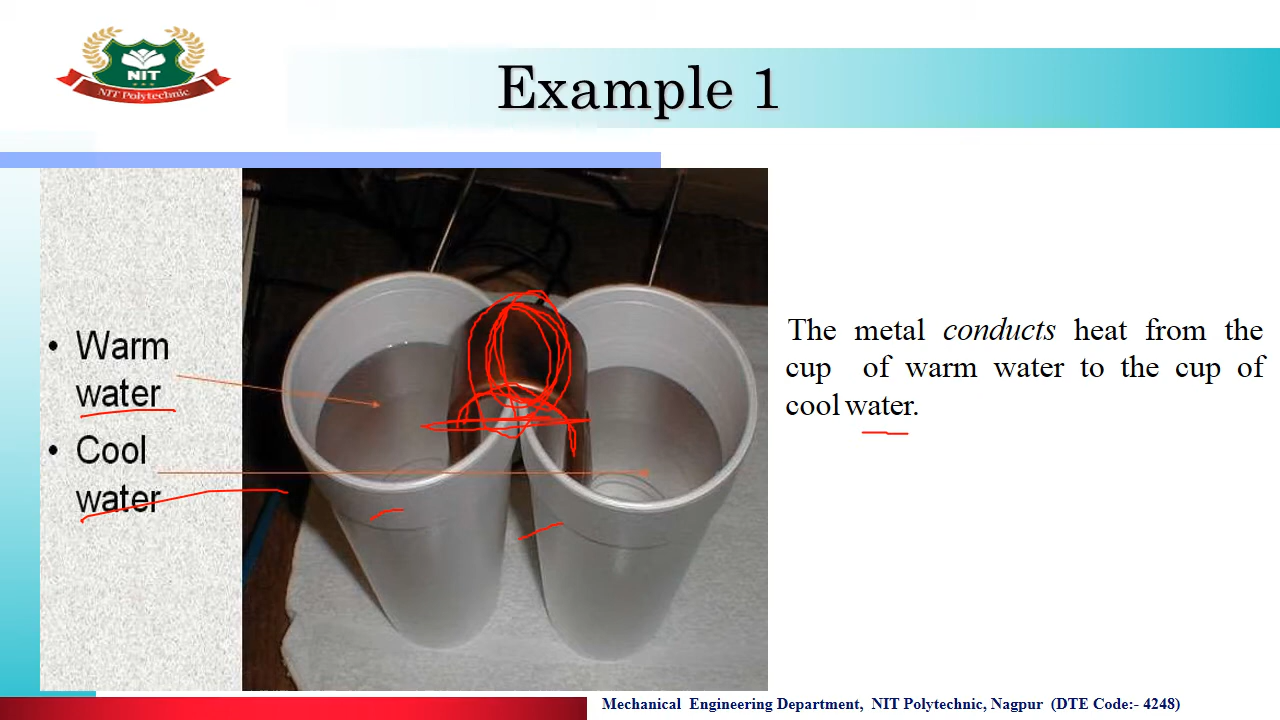 NIT
NIT Polytechnic
Example 1
• Warm
water
• Cool
water
The metal conducts heat from the
cup of warm water to the cup of
cool water.
Mechanical Engineering Department, NIT Polytechnic, Nagpur (DTE Code:- 4248)